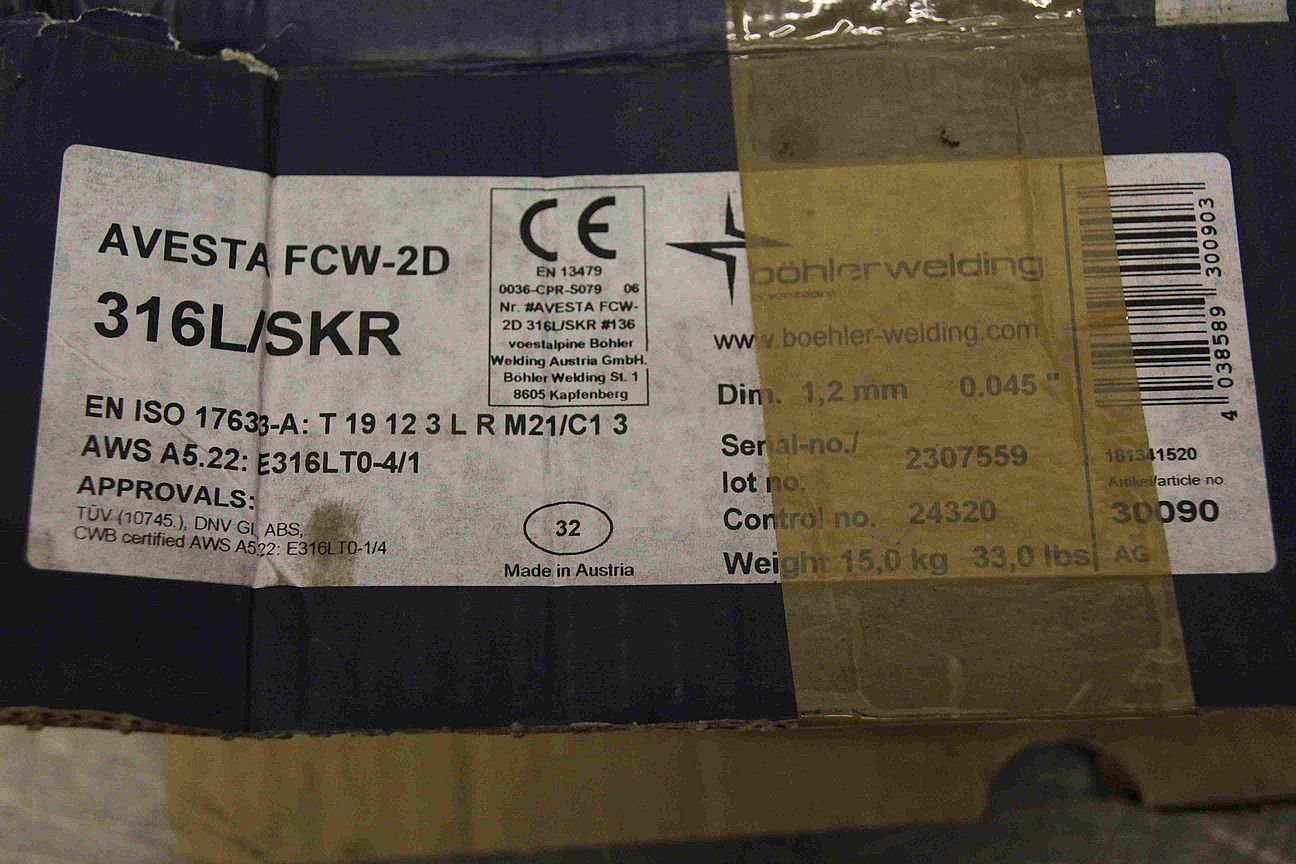 AVESTA FCW-2D
316L/SKR
EN ISO 17633-A: T 19 12 3 L R M21/C1 3
AWS A5.22: E316LT0-4/1
APPROVALS:
TÜV (10745.), DNV GL ABS,
CWB certified AWS A5.22: E316LT0-1/4
CE
EN 13479
0036-CPR-S079 06
Nr. #AVESTA FCW-
2D 316L/SKR #136
voestalpine Böhler
Welding Austria GmbH.
Böhler Welding St. 1
8605 Kapfenberg
32
Made in Austria
böhlerwelding
by voestalpine
www.boehler-welding.com
Dim. 1,2 mm 0.045 "
Serial-no./
lot no. 2307559
Control no. 24320
Weight 15,0 kg 33,0 lbs
4 038589 300903
181341520
Artikel/article no
30090
AG